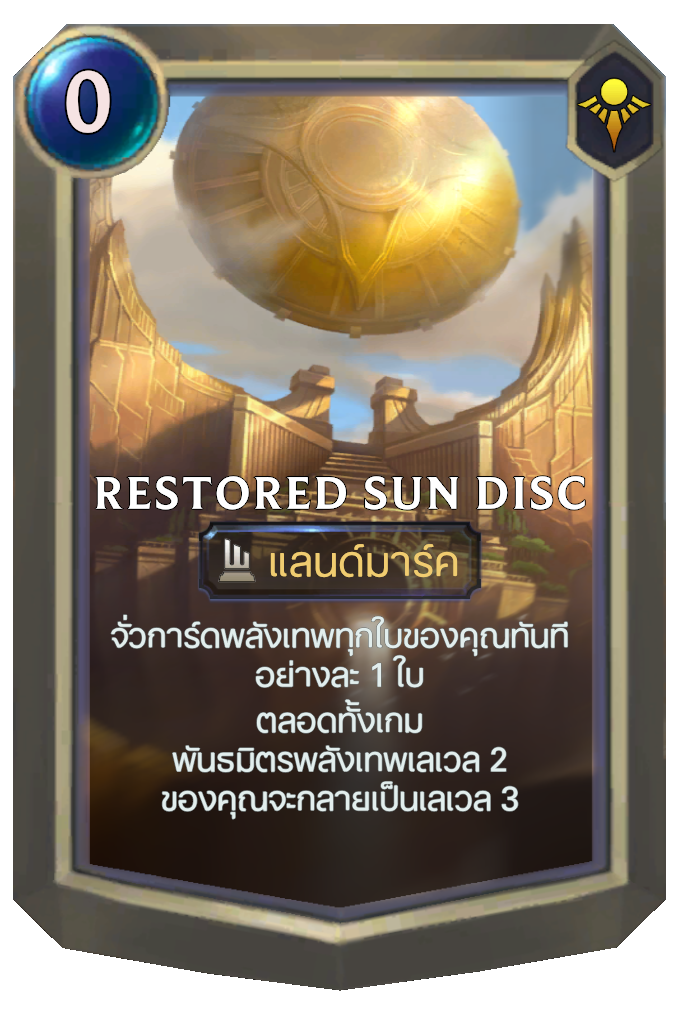 0
RESTORED SUN DISC
แลนด์มาร์ค
จั่วการ์ดพลังเทพทุกใบของคุณทันที
อย่างละ 1 ใบ
ตลอดทั้งเกม
พันธมิตรพลังเทพเลเวล 2
ของคุณจะกลายเป็นเลเวล 3